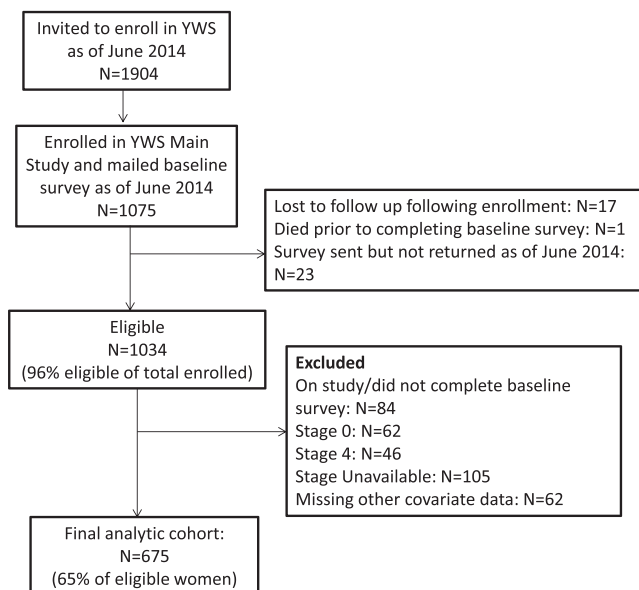 Invited to enroll in YWS
as of June 2014
N=1904
Enrolled in YWS Main
Study and mailed baseline
survey as of June 2014
N=1075
Lost to follow up following enrollment: N=17
Died prior to completing baseline survey: N=1
Survey sent but not returned as of June 2014:
N=23
Eligible
N=1034
(96% eligible of total enrolled)
Excluded
On study/did not complete baseline
survey: N=84
Stage 0: N=62
Stage 4: N=46
Stage Unavailable: N=105
Missing other covariate data: N=62
Final analytic cohort:
N=675
(65% of eligible women)